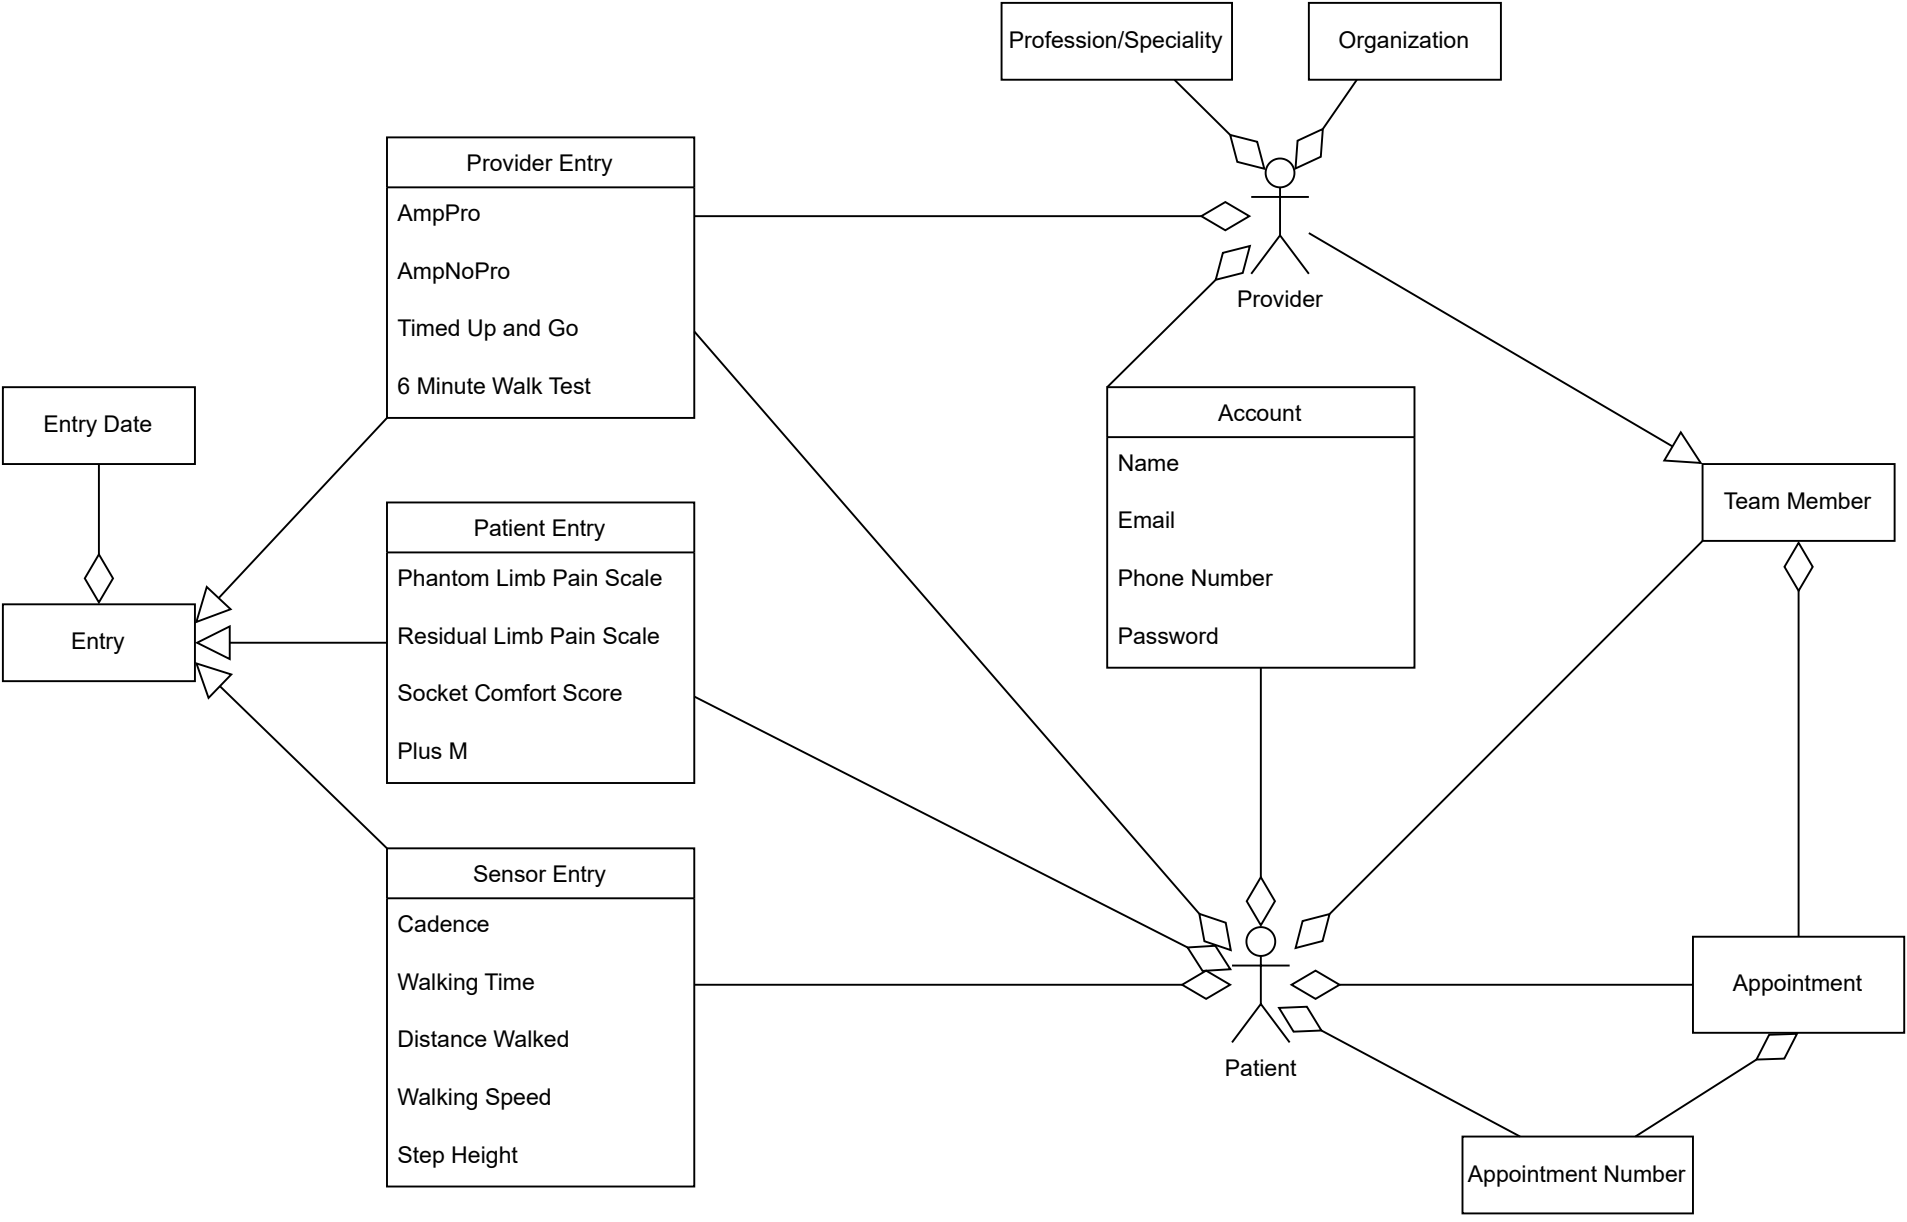 Profession/Speciality
Organization
Provider Entry
AmpPro
AmpNoPro
Timed Up and Go
6 Minute Walk Test
Provider
Entry Date
Entry
Patient Entry
Phantom Limb Pain Scale
Residual Limb Pain Scale
Socket Comfort Score
Plus M
Account
Name
Email
Phone Number
Password
Team Member
Sensor Entry
Cadence
Walking Time
Distance Walked
Walking Speed
Step Height
Patient
Appointment
Appointment Number